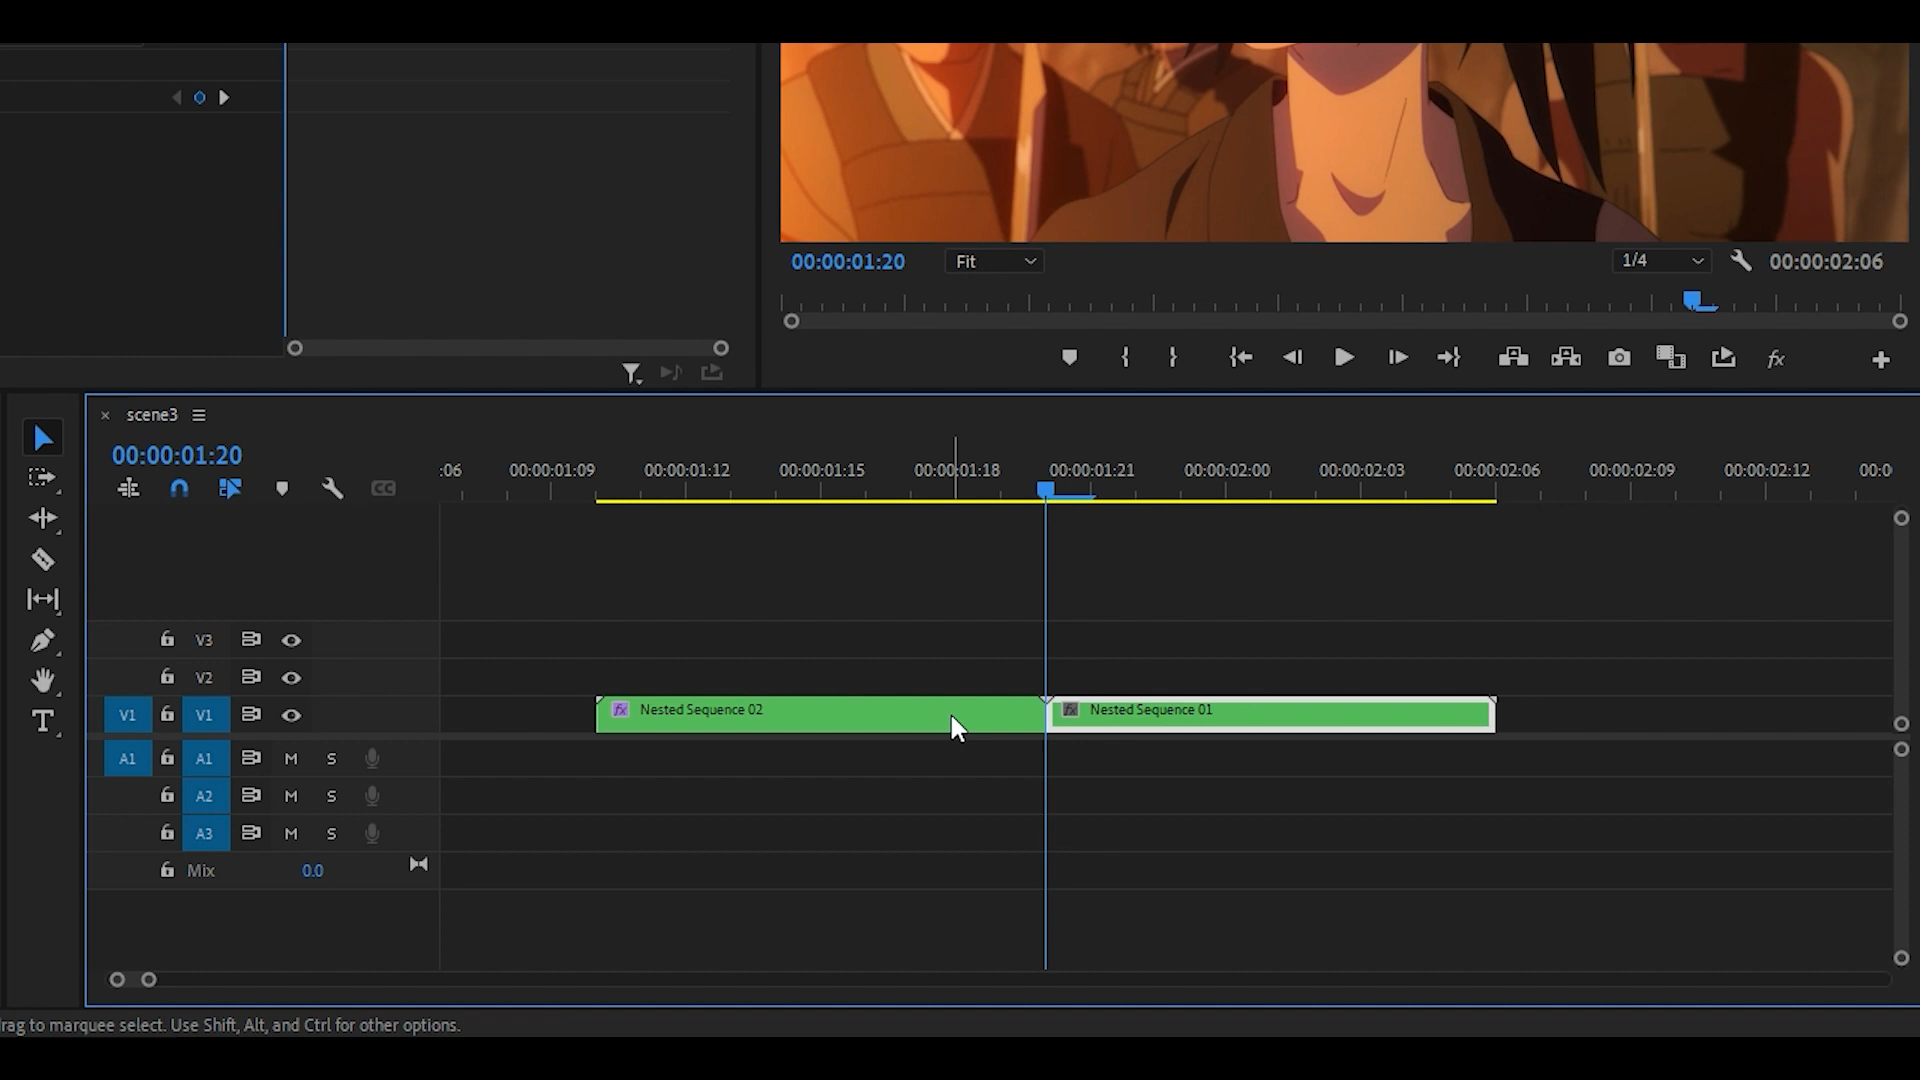 00:00:01:20 Fit 1/4 00:00:02:06
fx
scene3
00:00:01:20
:06 00:00:01:09 00:00:01:12 00:00:01:15 00:00:01:18 00:00:01:21 00:00:02:00 00:00:02:03 00:00:02:06 00:00:02:09 00:00:02:12 00:0
CC
V3
V2
V1 V1 fx Nested Sequence 02 fx Nested Sequence 01
A1 A1 M S
A2 M S
A3 M S
Mix 0.0
rag to marquee select. Use Shift, Alt, and Ctrl for other options.